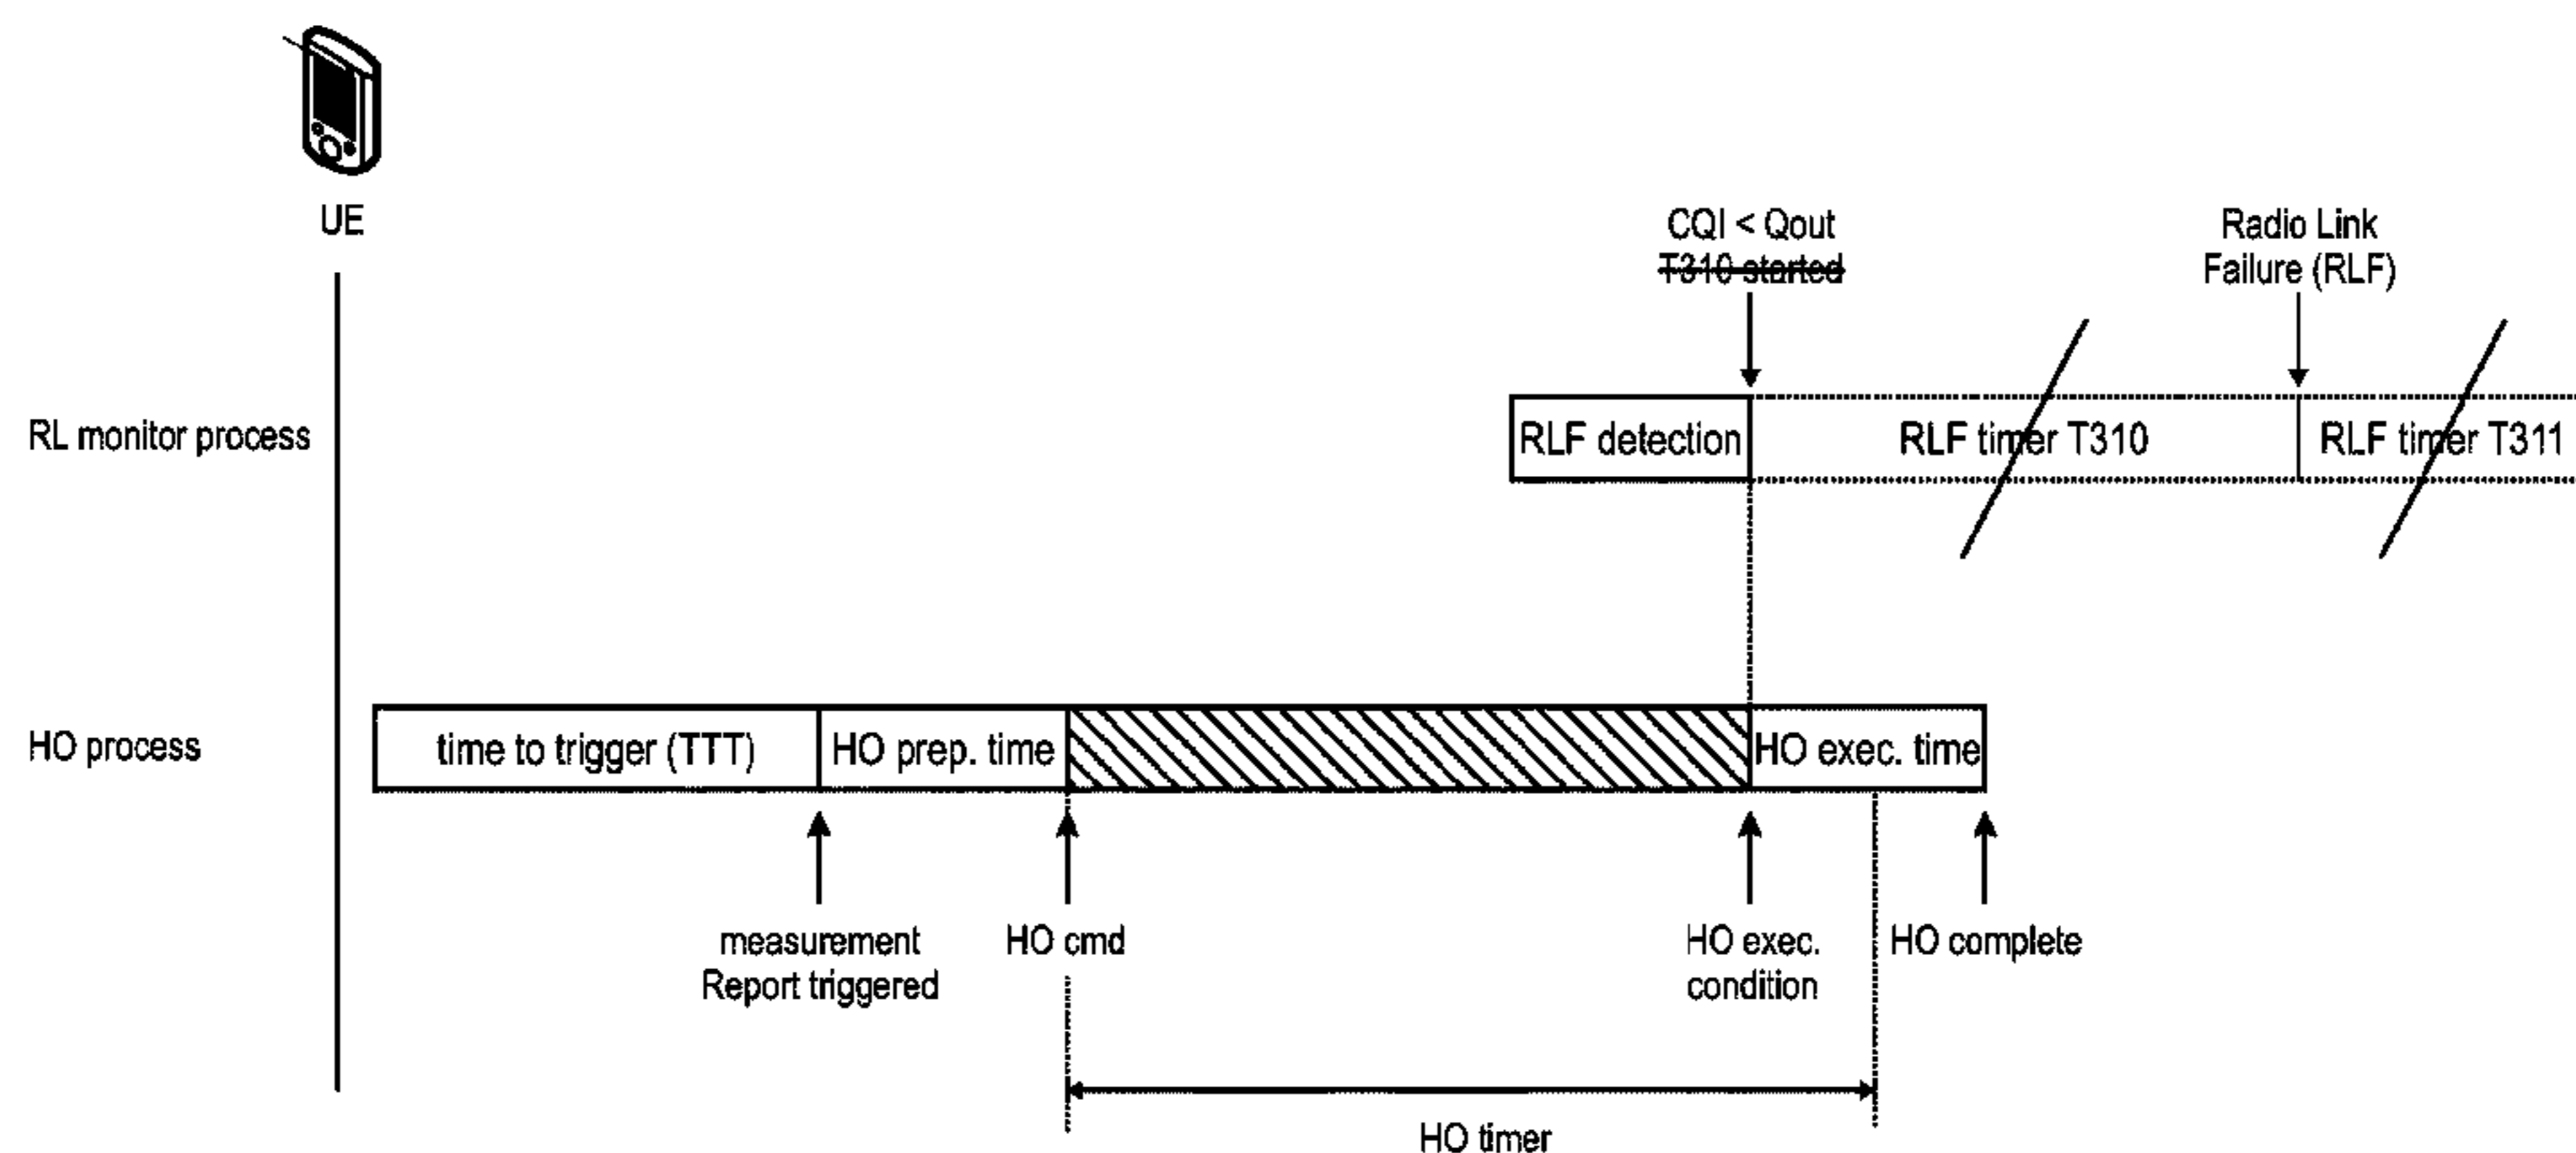 UE
CQI < Qout
T310 started
Radio Link
Failure (RLF)
RL monitor process
RLF detection
RLF timer T310
RLF timer T311
HO process
time to trigger (TTT)
HO prep. time
HO exec. time
measurement
Report triggered
HO cmd
HO exec.
condition
HO complete
HO timer